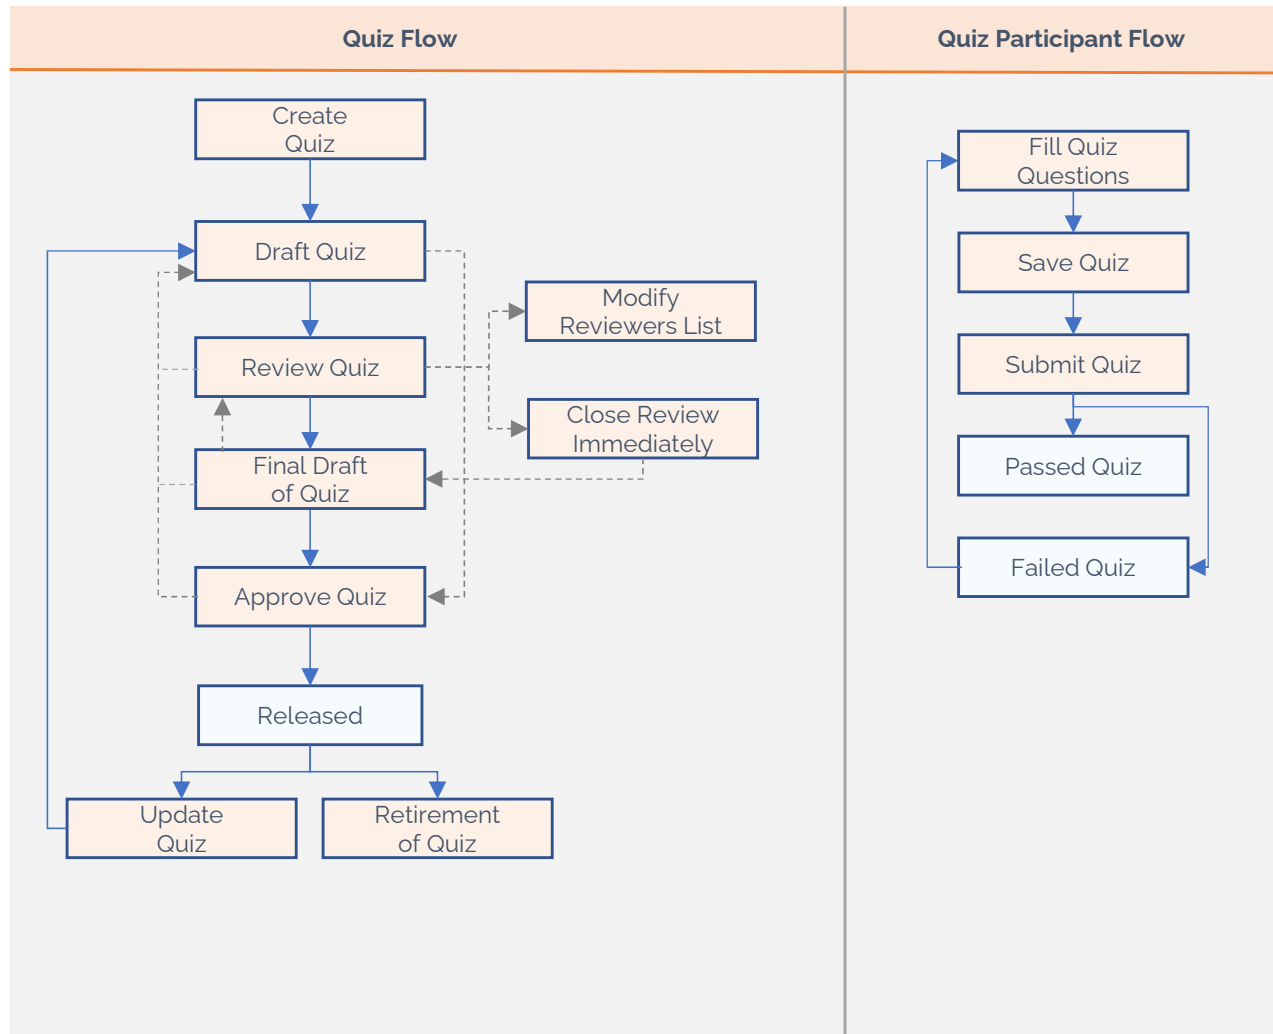 Quiz Flow
Create
Quiz
Draft Quiz
Review Quiz
Modify
Reviewers List
Close Review
Immediately
Final Draft
of Quiz
Approve Quiz
Released
Update
Quiz
Retirement
of Quiz
Quiz Participant Flow
Fill Quiz
Questions
Save Quiz
Submit Quiz
Passed Quiz
Failed Quiz